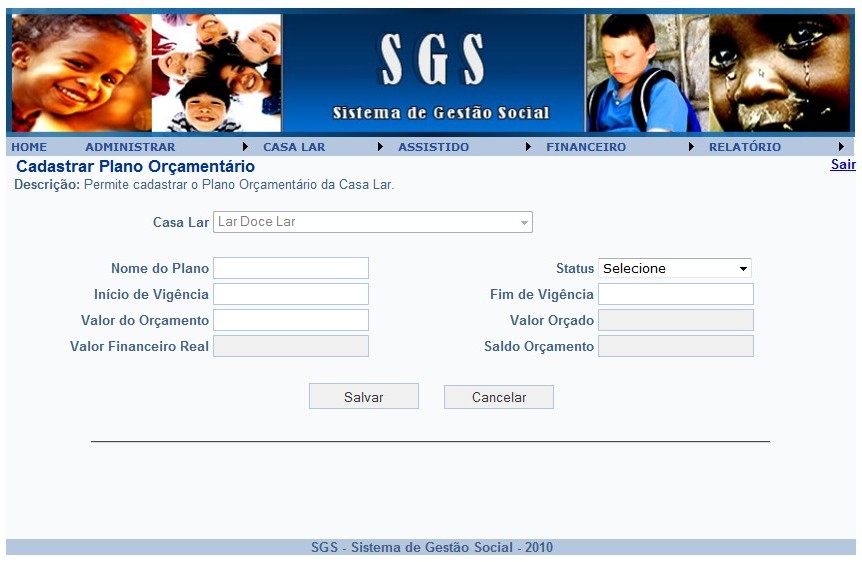 SGS
Sistema de Gestão Social
HOME ADMINISTRAR CASA LAR ASSISTIDO FINANCEIRO RELATÓRIO
Cadastrar Plano Orçamentário Sair
Descrição: Permite cadastrar o Plano Orçamentário da Casa Lar.
Casa Lar Lar Doce Lar
Nome do Plano Status Selecione
Início de Vigência Fim de Vigência
Valor do Orçamento Valor Orçado
Valor Financeiro Real Saldo Orçamento
Salvar Cancelar
SGS - Sistema de Gestão Social - 2010